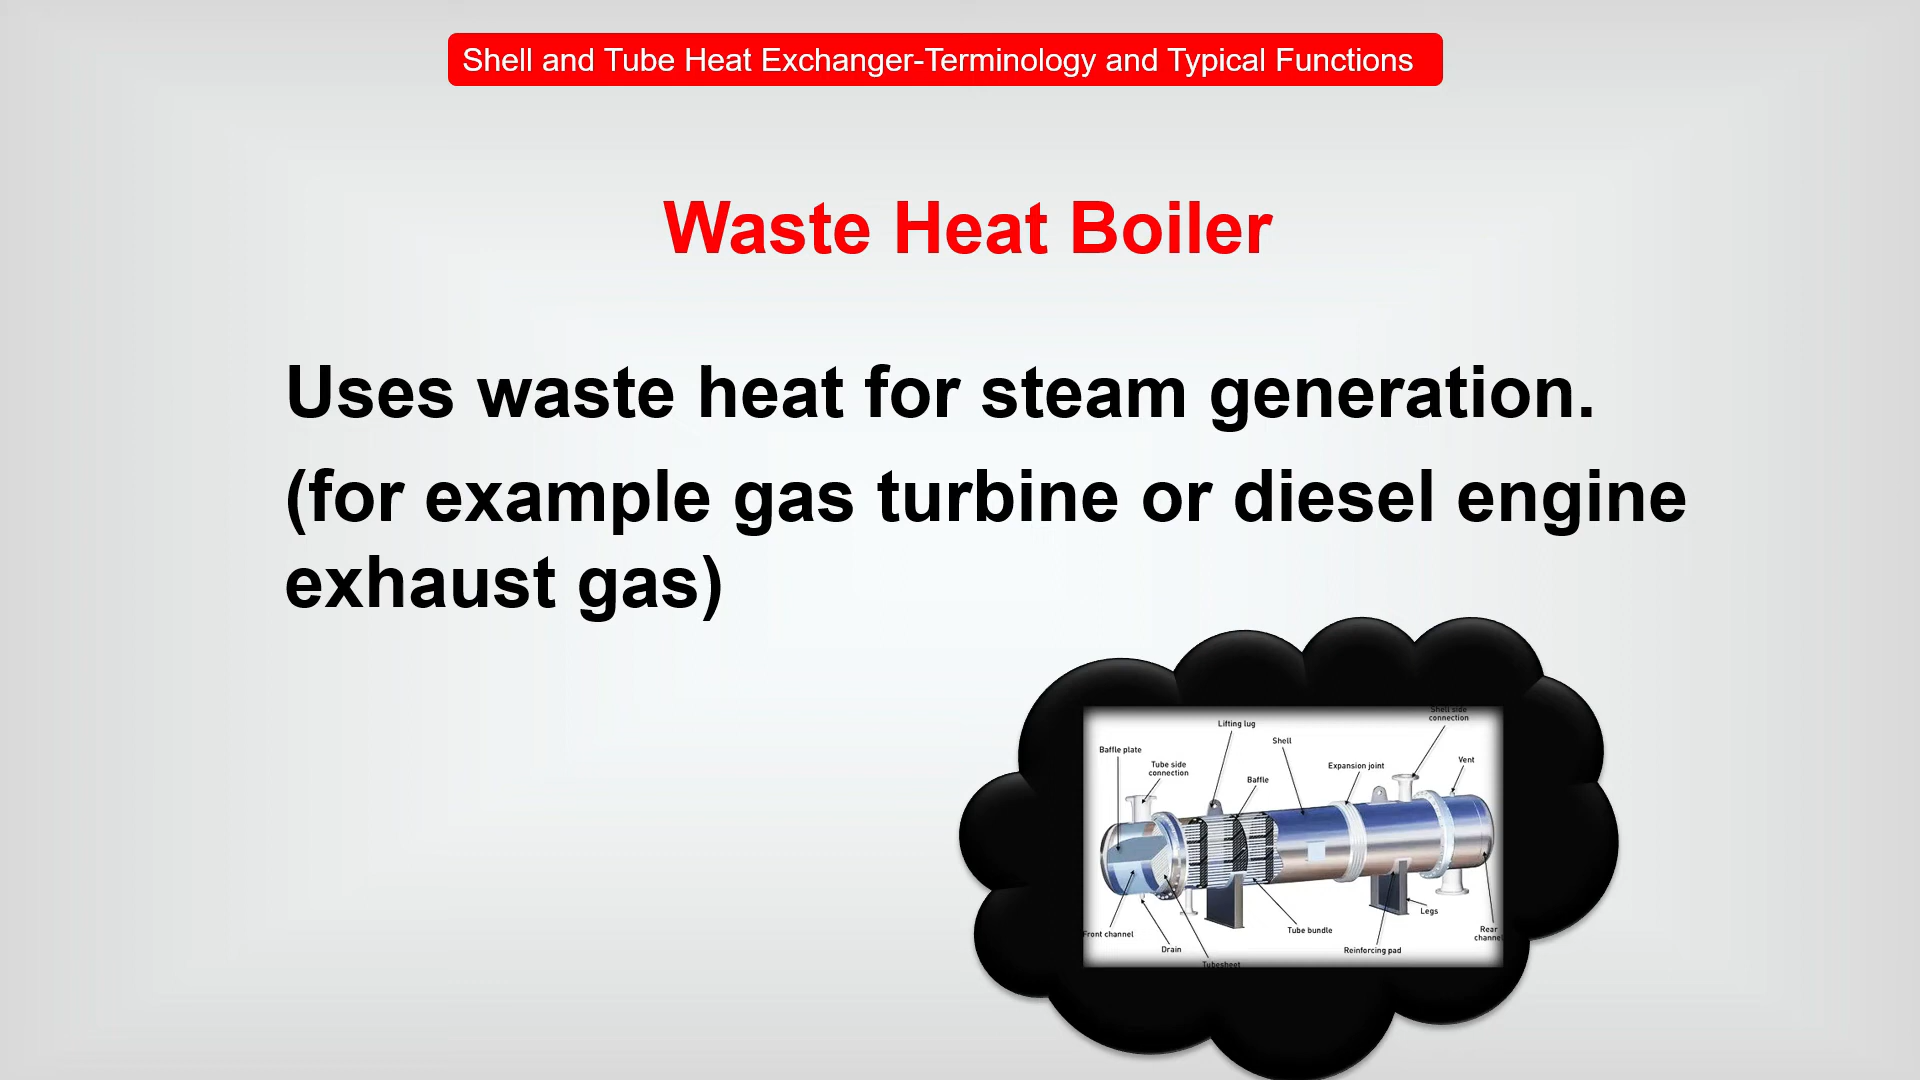 Shell and Tube Heat Exchanger-Terminology and Typical Functions
Waste Heat Boiler
Uses waste heat for steam generation.
(for example gas turbine or diesel engine
exhaust gas)
Shell side
connection
Lifting lug
Shell
Baffle plate
Tube side
connection
Expansion joint
Vent
Baffle
Legs
Front channel
Tube bundle
Rear
channel
Drain
Reinforcing pad
Tubesheet